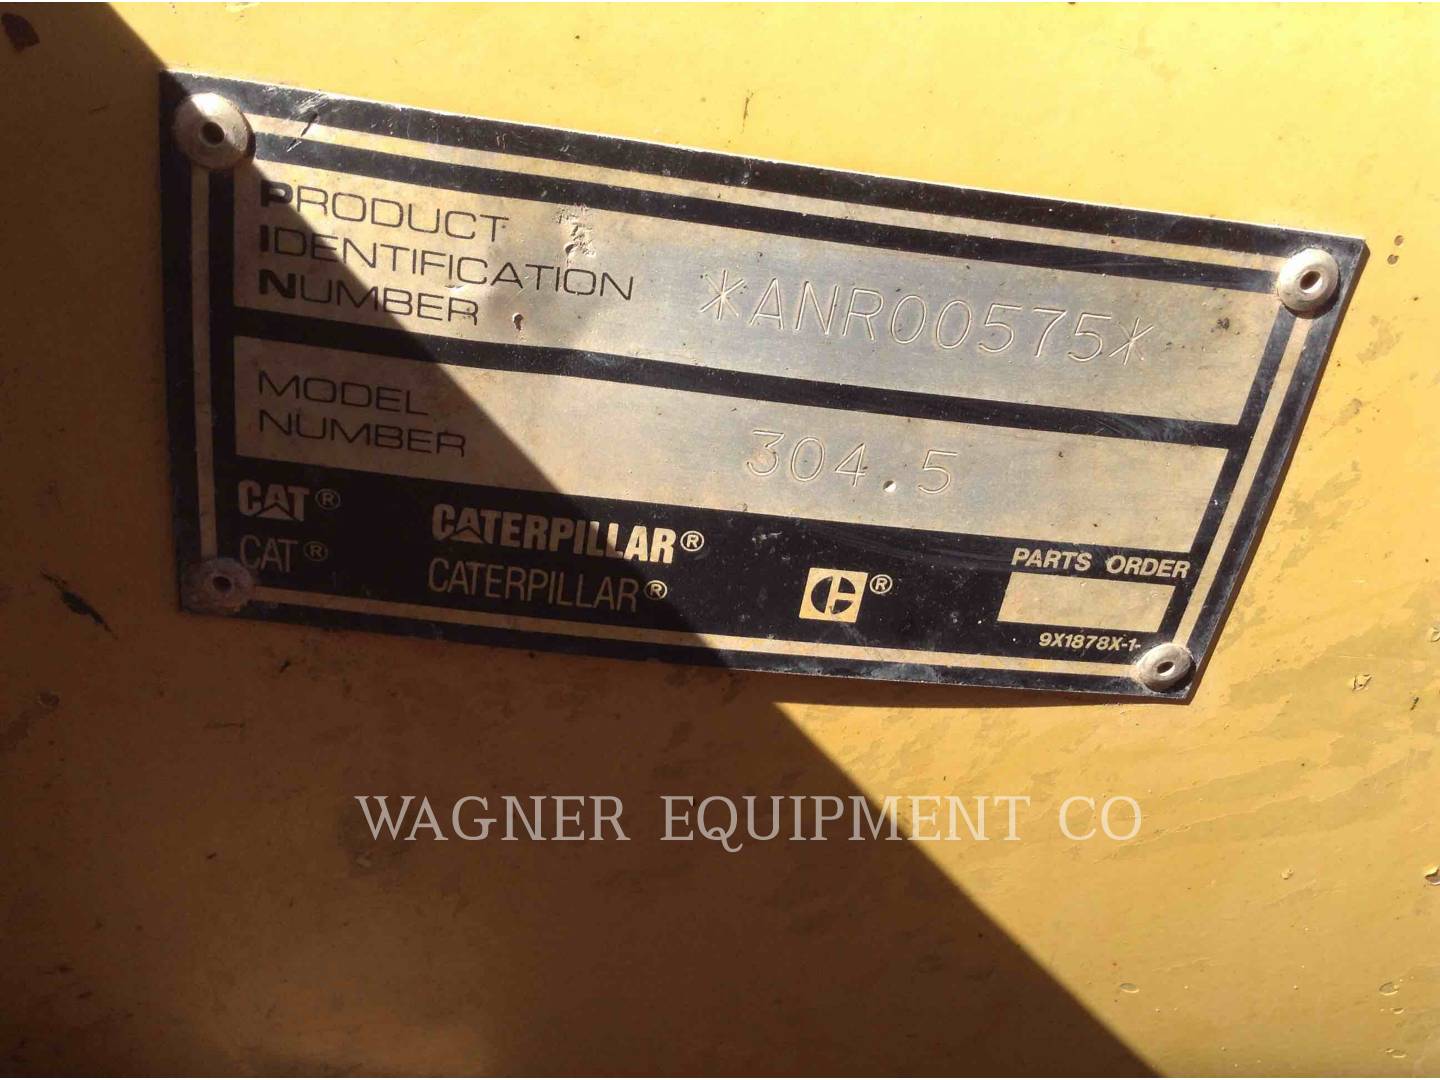 PRODUCT
IDENTIFICATION
NUMBER
*ANR00575*
MODEL
NUMBER
304.5
CAT® CATERPILLAR®
CAT® CATERPILLAR®
C ®
PARTS ORDER
9X1878X-1-
WAGNER EQUIPMENT CO